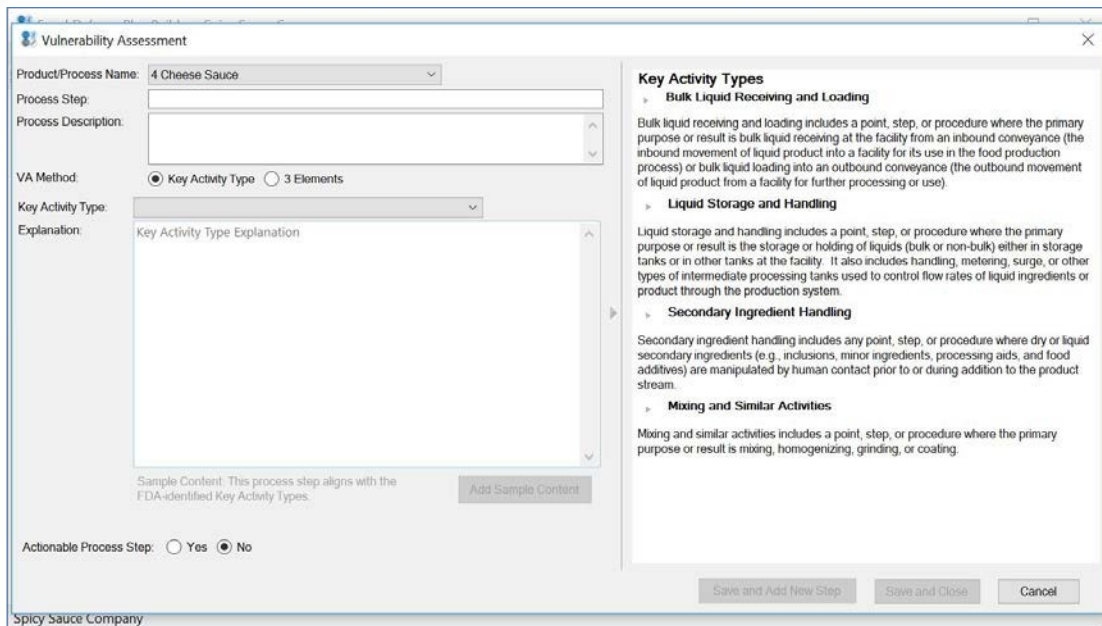 Vulnerability Assessment
Product/Process Name: 4 Cheese Sauce
Process Step:
Process Description:
VA Method: Key Activity Type 3 Elements
Key Activity Type:
Explanation: Key Activity Type Explanation
Sample Content: This process step aligns with the
FDA-identified Key Activity Types.
Add Sample Content
Actionable Process Step: Yes No
Key Activity Types
Bulk Liquid Receiving and Loading
Bulk liquid receiving and loading includes a point, step, or procedure where the primary
purpose or result is bulk liquid receiving at the facility from an inbound conveyance (the
inbound movement of liquid product into a facility for its use in the food production
process) or bulk liquid loading into an outbound conveyance (the outbound movement
of liquid product from a facility for further processing or use).
Liquid Storage and Handling
Liquid storage and handling includes a point, step, or procedure where the primary
purpose or result is the storage or holding of liquids (bulk or non-bulk) either in storage
tanks or in other tanks at the facility. It also includes handling, metering, surge, or other
types of intermediate processing tanks used to control flow rates of liquid ingredients or
product through the production system.
Secondary Ingredient Handling
Secondary ingredient handling includes any point, step, or procedure where dry or liquid
secondary ingredients (e.g., inclusions, minor ingredients, processing aids, and food
additives) are manipulated by human contact prior to or during addition to the product
stream.
Mixing and Similar Activities
Mixing and similar activities includes a point, step, or procedure where the primary
purpose or result is mixing, homogenizing, grinding, or coating.
Save and Add New Step
Save and Close
Cancel
Spicy Sauce Company